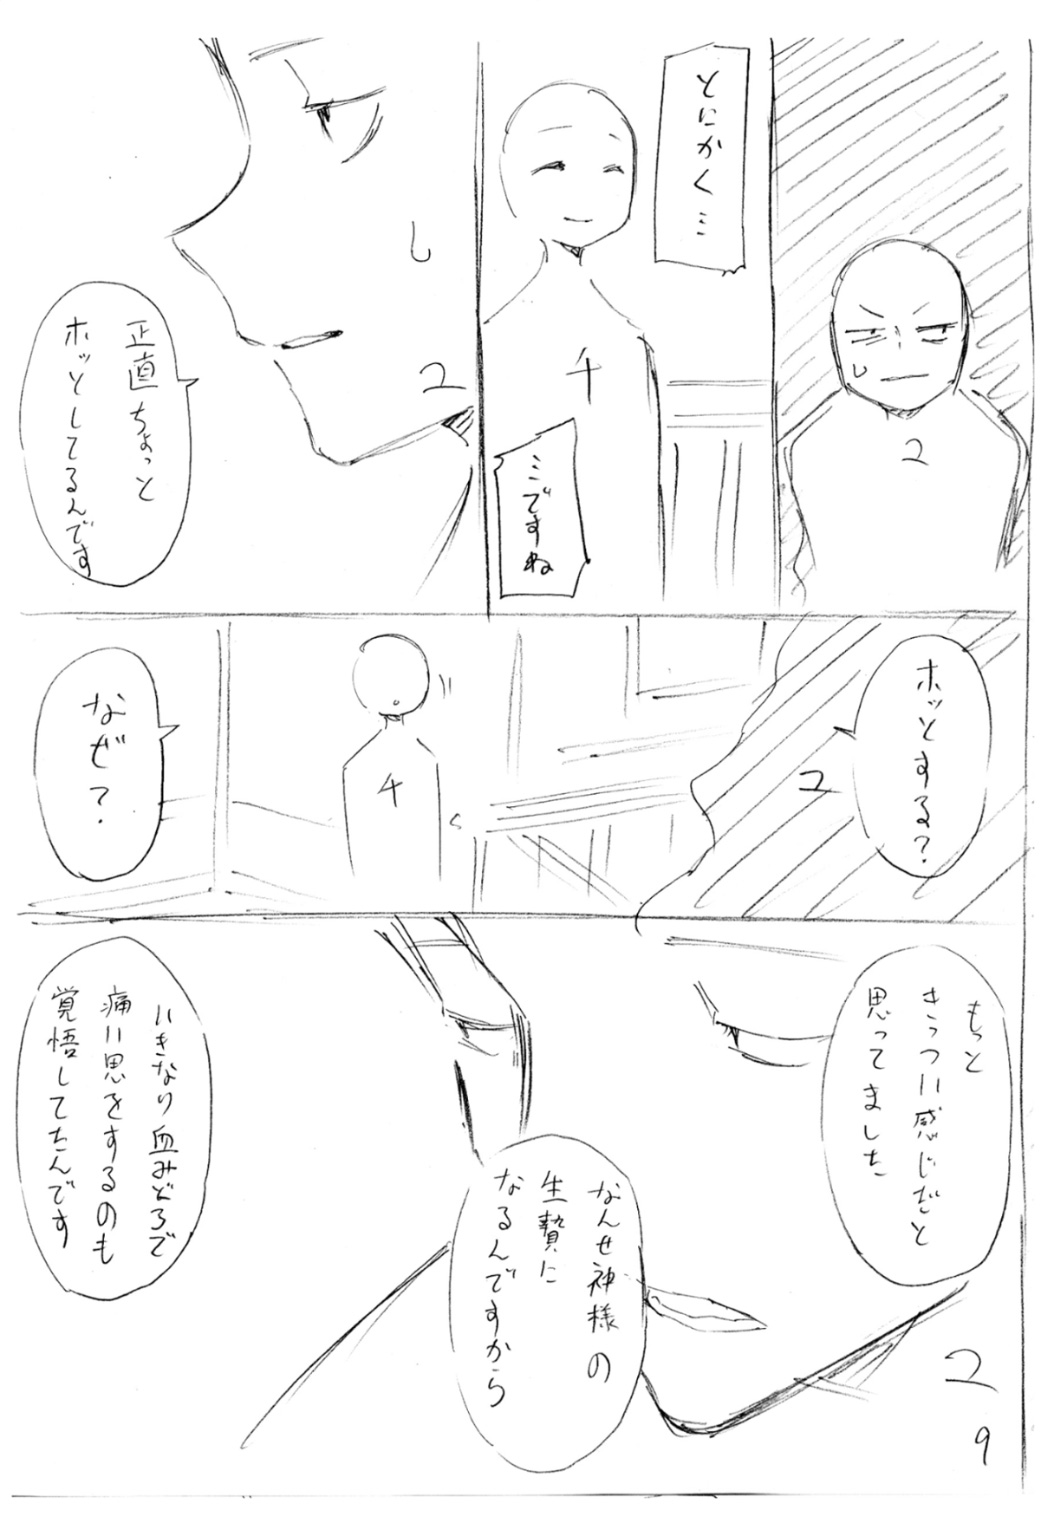 とにかく…
ユ
チ
…ですね
ユ
正直ちょっと
ホッとしてるんです
ホッとする?
ユ
チ
なぜ?
もっと
きっつい感じだと
思ってました
なんせ神様の
生贄に
なるんですから
いきなり血みどろで
痛い思をするのも
覚悟してたんです
ユ
9